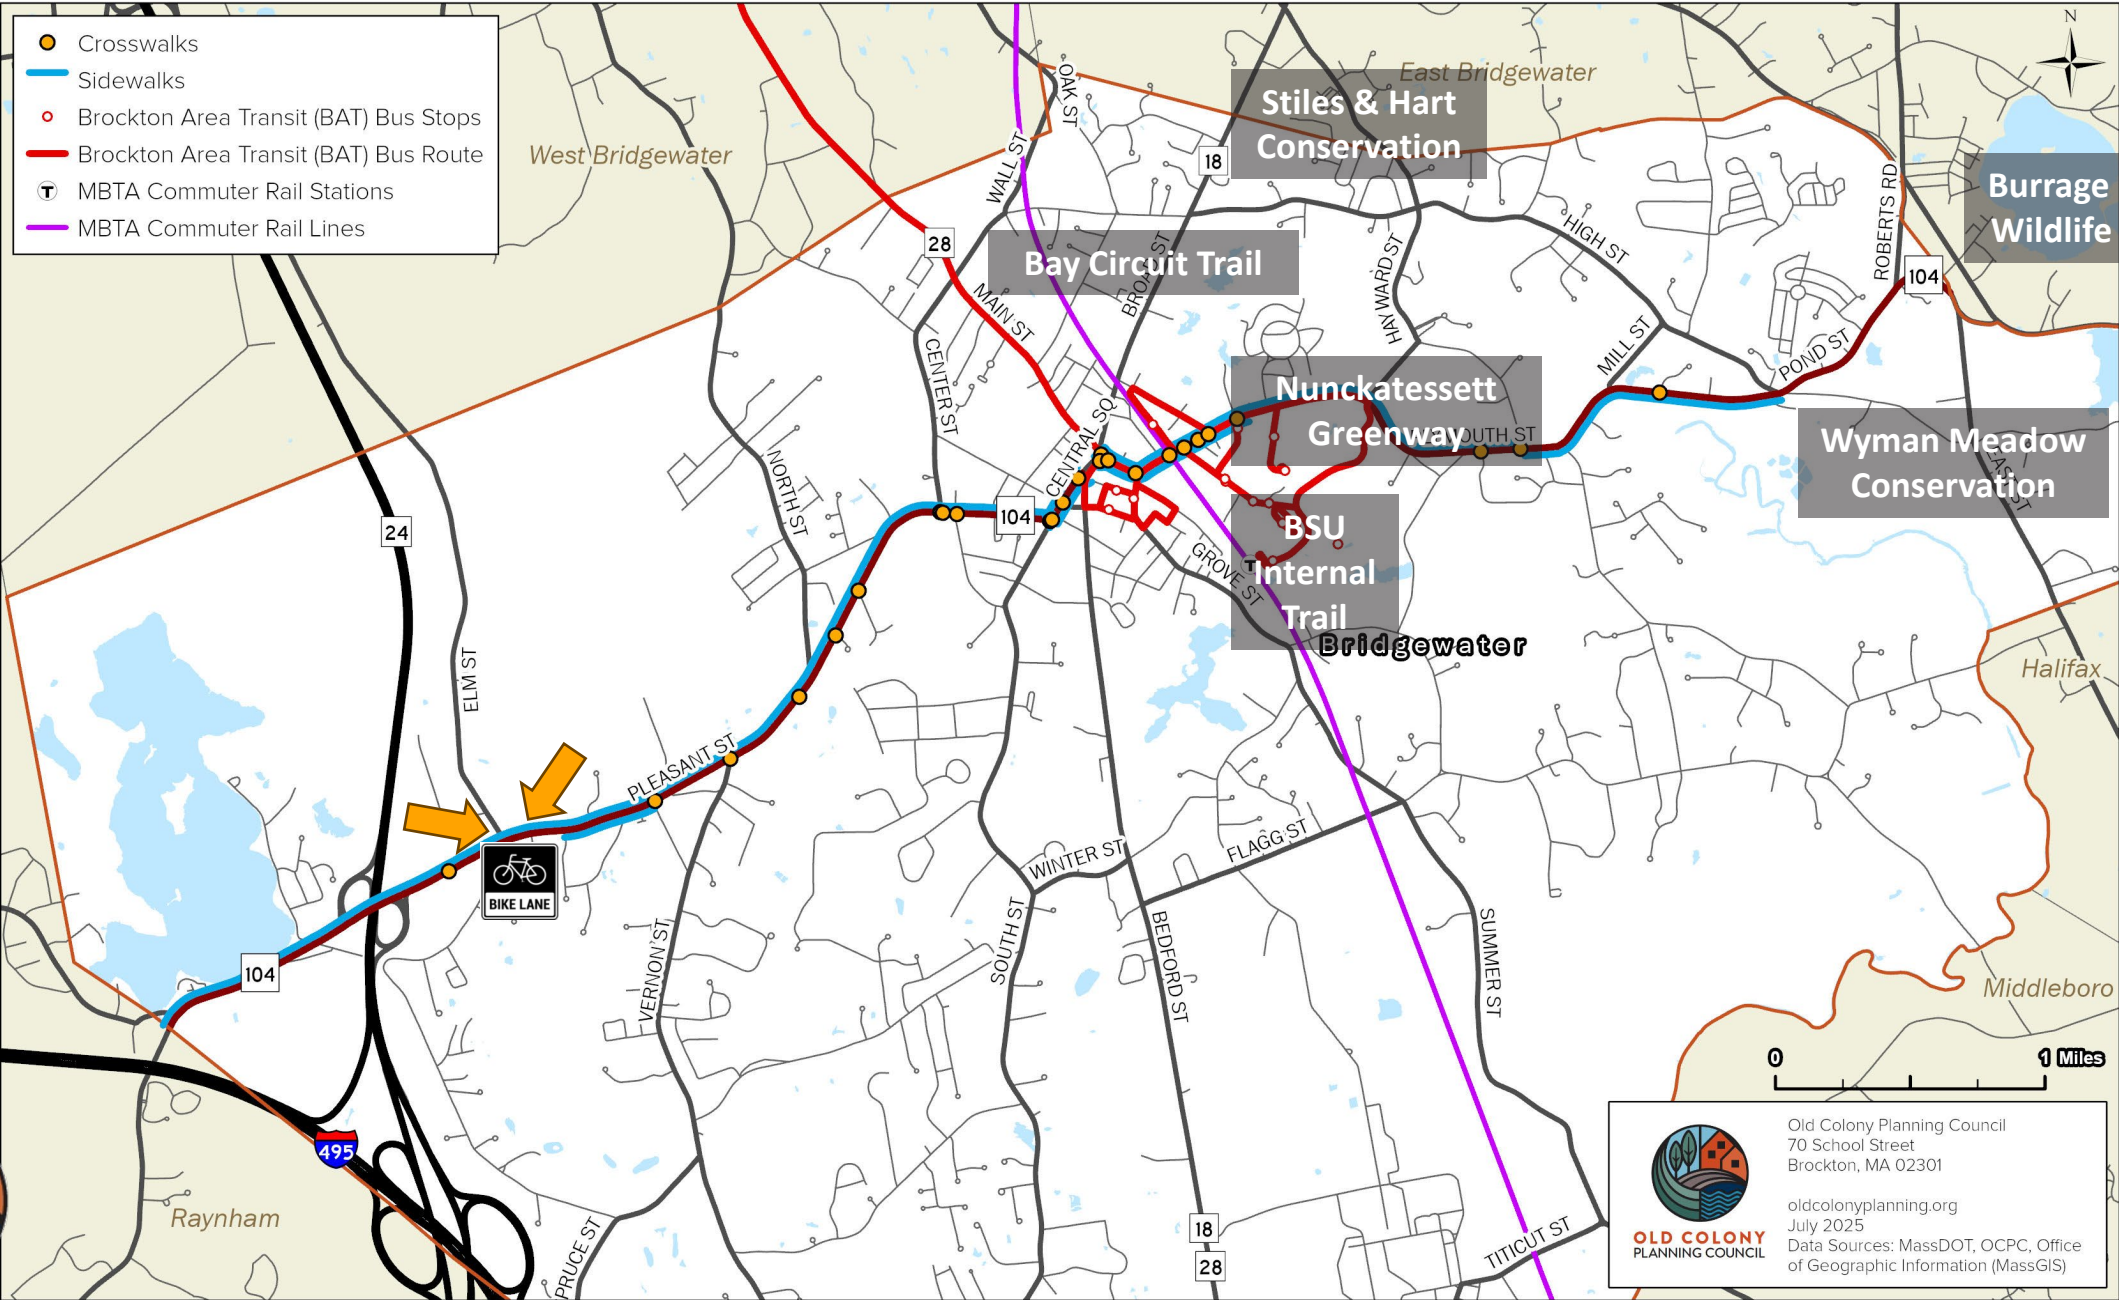 Crosswalks
Sidewalks
Brockton Area Transit (BAT) Bus Stops
Brockton Area Transit (BAT) Bus Route
T MBTA Commuter Rail Stations
MBTA Commuter Rail Lines
N
East Bridgewater
West Bridgewater
OAK ST
WALL ST
18
Stiles & Hart
Conservation
Burrage
Wildlife
ROBERTS RD
HIGH ST
28
Bay Circuit Trail
BROAD ST
HAYWARD ST
104
MAIN ST
CENTER ST
MILL ST
POND ST
Nunckatessett
Greenway
MOUTH ST
CENTRAL SQ
Wyman Meadow
Conservation
EAST ST
NORTH ST
24
104
BSU
Internal
Trail
T
GROVE ST
Bridgewater
Halifax
ELM ST
PLEASANT ST
BIKE LANE
WINTER ST
FLAGG ST
104
VERNON ST
SOUTH ST
BEDFORD ST
SUMMER ST
Middleboro
0
1 Miles
495
Raynham
PRUCE ST
18
28
TITICUT ST
OLD COLONY
PLANNING COUNCIL
Old Colony Planning Council
70 School Street
Brockton, MA 02301
oldcolonyplanning.org
July 2025
Data Sources: MassDOT, OCPC, Office
of Geographic Information (MassGIS)